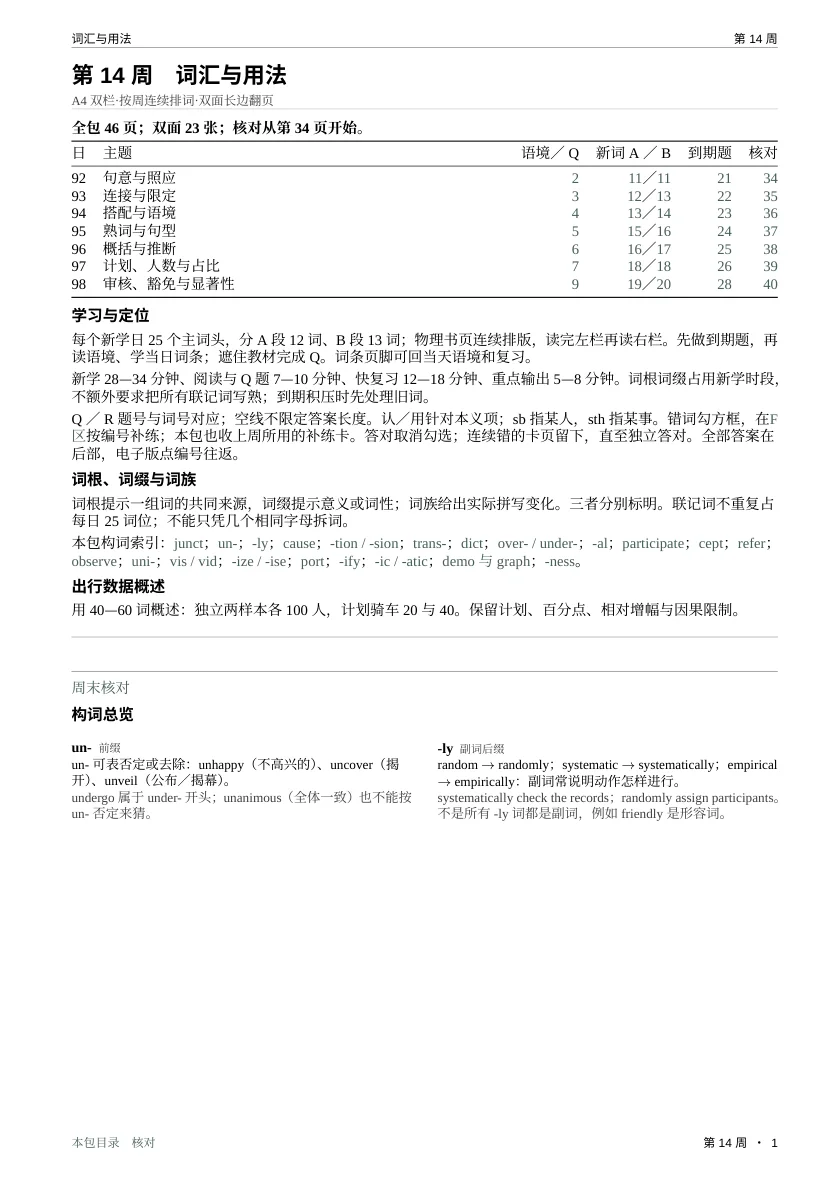 词汇与用法 第 14 周
第 14 周　词汇与用法
A4 双栏·按周连续排词·双面长边翻页
全包 46 页；双面 23 张；核对从第 34 页开始。
日 主题 语境／ Q 新词 A ／ B 到期题 核对
92 句意与照应 2 11／11 21 34
93 连接与限定 3 12／13 22 35
94 搭配与语境 4 13／14 23 36
95 熟词与句型 5 15／16 24 37
96 概括与推断 6 16／17 25 38
97 计划、人数与占比 7 18／18 26 39
98 审核、豁免与显著性 9 19／20 28 40
学习与定位
每个新学日 25 个主词头，分 A 段 12 词、B 段 13 词；物理书页连续排版，读完左栏再读右栏。先做到期题，再
读语境、学当日词条；遮住教材完成 Q。词条页脚可回当天语境和复习。
新学 28—34 分钟、阅读与 Q 题 7—10 分钟、快复习 12—18 分钟、重点输出 5—8 分钟。词根词缀占用新学时段，
不额外要求把所有联记词写熟；到期积压时先处理旧词。
Q ／ R 题号与词号对应；空线不限定答案长度。认／用针对本义项；sb 指某人，sth 指某事。错词勾方框，在F
区按编号补练；本包也收上周所用的补练卡。答对取消勾选；连续错的卡页留下，直至独立答对。全部答案在
后部，电子版点编号往返。
词根、词缀与词族
词根提示一组词的共同来源，词缀提示意义或词性；词族给出实际拼写变化。三者分别标明。联记词不重复占
每日 25 词位；不能只凭几个相同字母拆词。
本包构词索引：junct；un-；-ly；cause；-tion / -sion；trans-；dict；over- / under-；-al；participate；cept；refer；
observe；uni-；vis / vid；-ize / -ise；port；-ify；-ic / -atic；demo 与 graph；-ness。
出行数据概述
用 40—60 词概述：独立两样本各 100 人，计划骑车 20 与 40。保留计划、百分点、相对增幅与因果限制。
周末核对
构词总览
un- 前缀
un- 可表否定或去除：unhappy（不高兴的）、uncover（揭
开）、unveil（公布／揭幕）。
undergo 属于 under- 开头；unanimous（全体一致）也不能按
un- 否定来猜。
-ly 副词后缀
random → randomly；systematic → systematically；empirical
→ empirically：副词常说明动作怎样进行。
systematically check the records；randomly assign participants。
不是所有 -ly 词都是副词，例如 friendly 是形容词。
本包目录　核对 第 14 周 · 1